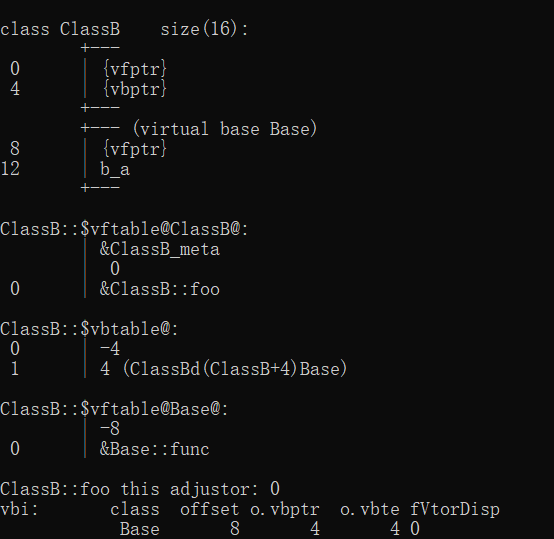 class ClassB    size(16):
        +---
 0      | {vfptr}
 4      | {vbptr}
        +---
        +--- (virtual base Base)
 8      | {vfptr}
12      | b_a
        +---
ClassB::$vftable@ClassB@:
        | &ClassB_meta
        |  0
 0      | &ClassB::foo
ClassB::$vbtable@:
 0      | -4
 1      | 4 (ClassBd(ClassB+4)Base)
ClassB::$vftable@Base@:
        | -8
 0      | &Base::func
ClassB::foo this adjustor: 0
vbi:       class  offset o.vbptr  o.vbte fVtorDisp
            Base       8       4       4 0